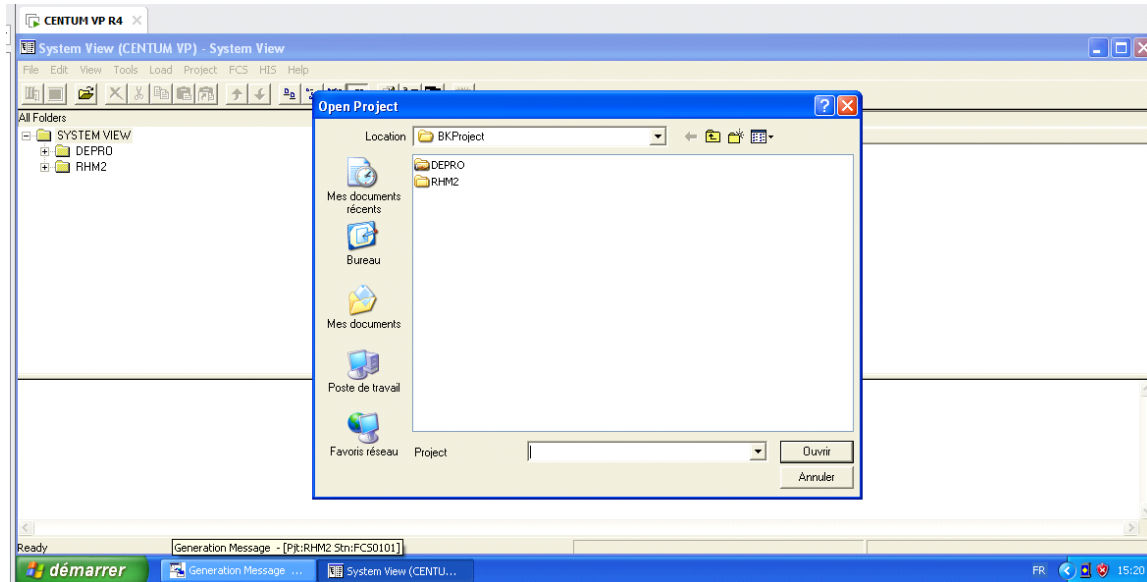 CENTUM VP R4
System View (CENTUM VP) - System View
File Edit View Tools Load Project FCS HIS Help
All Folders
SYSTEM VIEW
DEPRO
RHM2
Open Project
Location BKProject
DEPRO
RHM2
Mes documents
récents
Bureau
Mes documents
Poste de travail
Favoris réseau
Project
Ouvrir
Annuler
Ready
Generation Message - [Pjt:RHM2 Stn:FCS0101]
démarrer
Generation Message ...
System View (CENTU...
FR
15:20